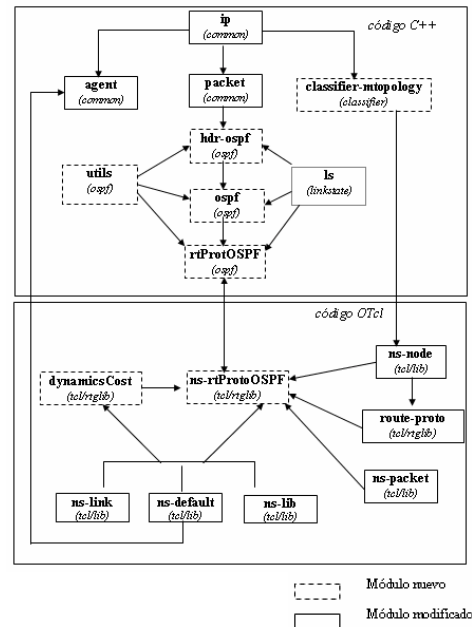 código C++
ip
(common)
agent
(common)
packet
(common)
classifier-mtopology
(classifier)
hdr-ospf
(ospf)
utils
(ospf)
ls
(linkstate)
ospf
(ospf)
rtProtOSPF
(ospf)
código OTcl
ns-node
(tcl/lib)
dynamicsCost
(tcl/rtglib)
ns-rtProtoOSPF
(tcl/rtglib)
route-proto
(tcl/rtglib)
ns-packet
(tcl/lib)
ns-link
(tcl/lib)
ns-default
(tcl/lib)
ns-lib
(tcl/lib)
Módulo nuevo
Módulo modificado